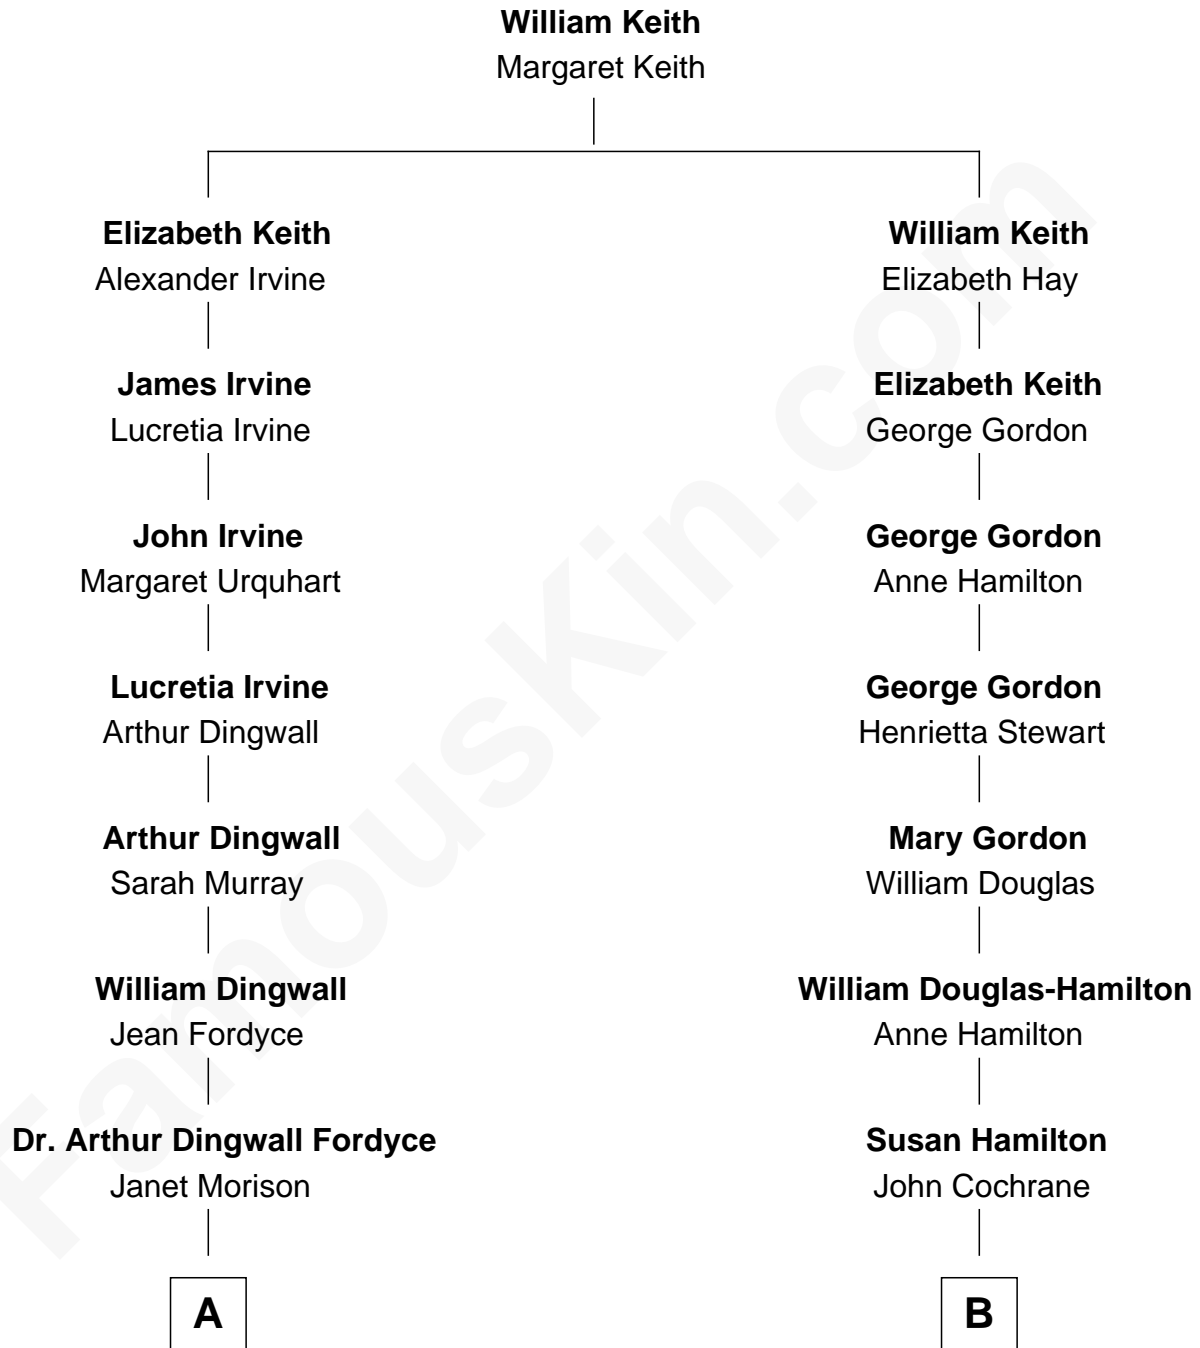 William Keith
Margaret Keith
Elizabeth Keith
Alexander Irvine
William Keith
Elizabeth Hay
James Irvine
Lucretia Irvine
Elizabeth Keith
George Gordon
John Irvine
Margaret Urquhart
George Gordon
Anne Hamilton
Lucretia Irvine
Arthur Dingwall
George Gordon
Henrietta Stewart
Arthur Dingwall
Sarah Murray
Mary Gordon
William Douglas
William Dingwall
Jean Fordyce
William Douglas-Hamilton
Anne Hamilton
Dr. Arthur Dingwall Fordyce
Janet Morison
Susan Hamilton
John Cochrane
A
B
FamousKin.com